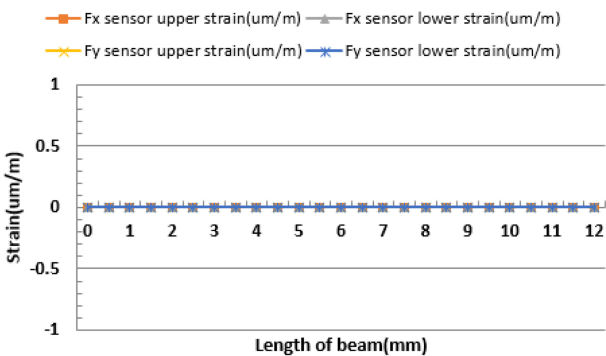 Fx sensor upper strain(um/m) Fx sensor lower strain(um/m)
Fy sensor upper strain(um/m) Fy sensor lower strain(um/m)
1
0.5
0
-0.5
-1
Strain(um/m)
0 1 2 3 4 5 6 7 8 9 10 11 12
Length of beam(mm)